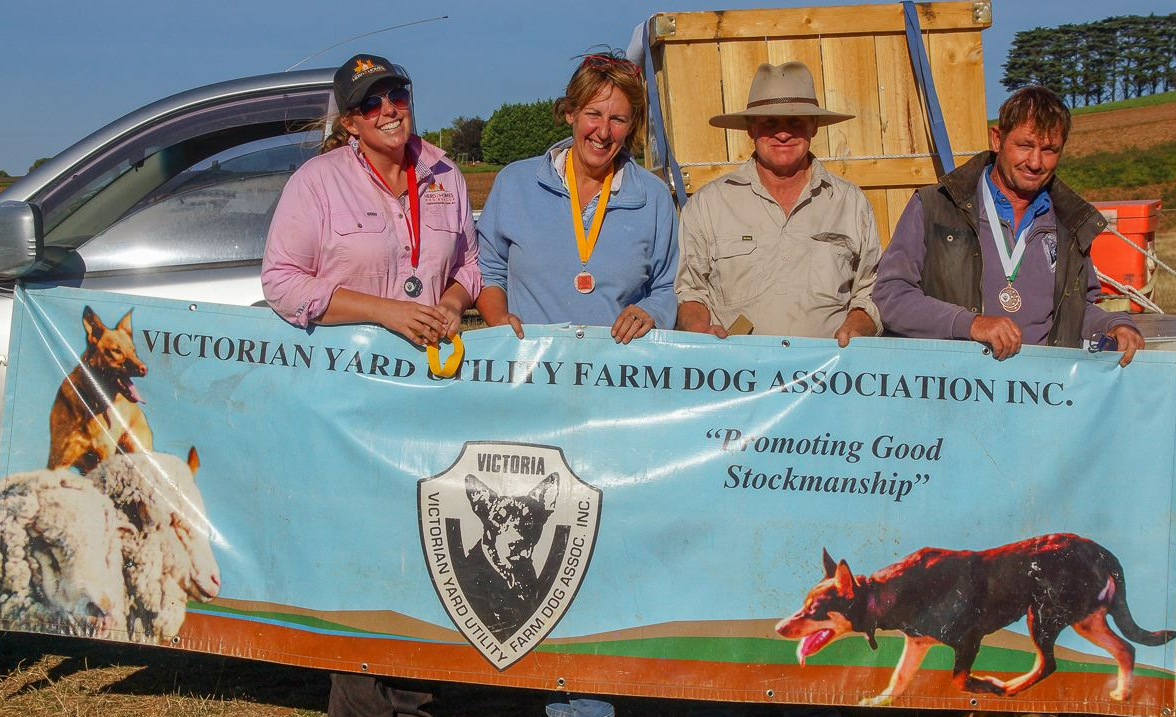 VICTORIAN YARD UTILITY FARM DOG ASSOCIATION INC.
"Promoting Good
Stockmanship"
VICTORIA
VICTORIAN YARD UTILITY FARM DOG ASSOC. INC.